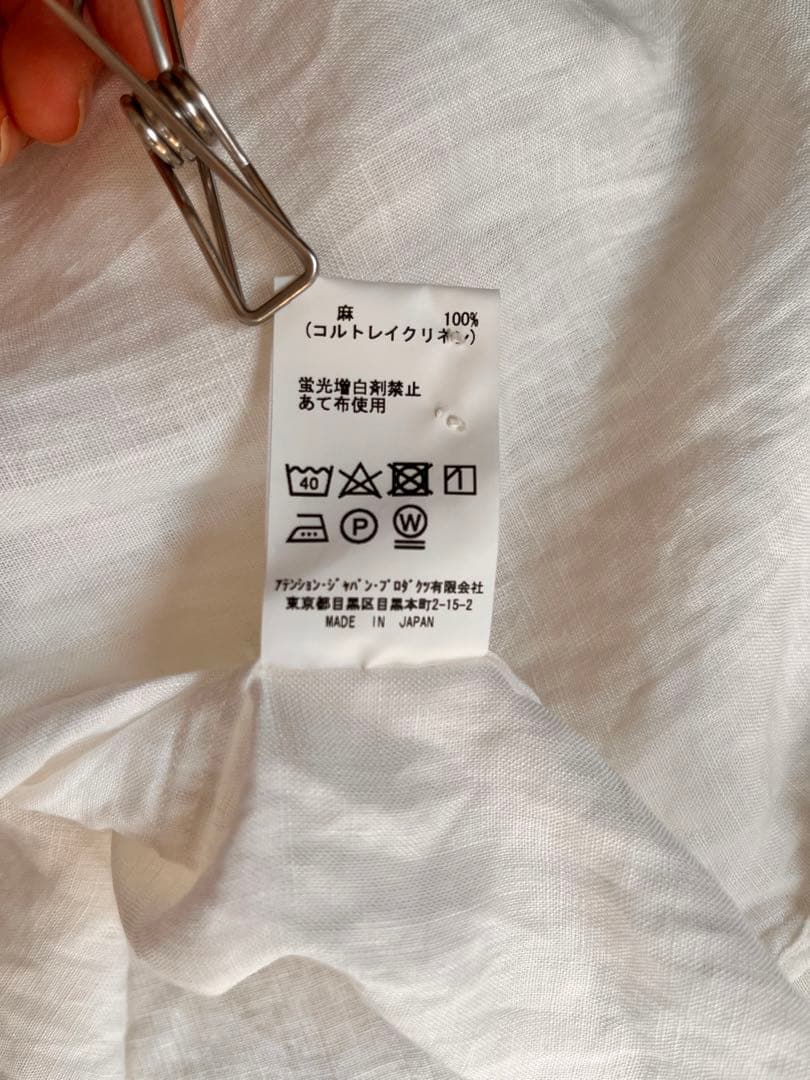 麻 100%
(コルトレイクリネン)
蛍光増白剤禁止
あて布使用
40
P
W
アテンション・ジャパン・プロダクツ有限会社
東京都目黒区目黒本町2-15-2
MADE IN JAPAN